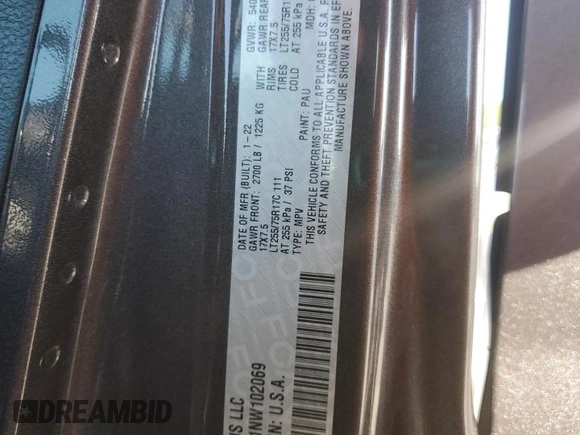 GVWR: 540
DATE OF MFR (BUILT): 1-22
GAWR FRONT: 2700 LB / 1225 KG WITH GAWR REAR
17X7.5 RIMS 17X7.5
LT255/75R17C 111 TIRES LT255/75R1
AT 255 kPa / 37 PSI COLD AT 255 kPa
TYPE: MPV PAINT: PAU MDH:
THIS VEHICLE CONFORMS TO ALL APPLICABLE U.S.A. F
SAFETY AND THEFT PREVENTION STANDARDS IN EF
MANUFACTURE SHOWN ABOVE.
US LLC
1NW102069
N: U.S.A.
DREAMBID